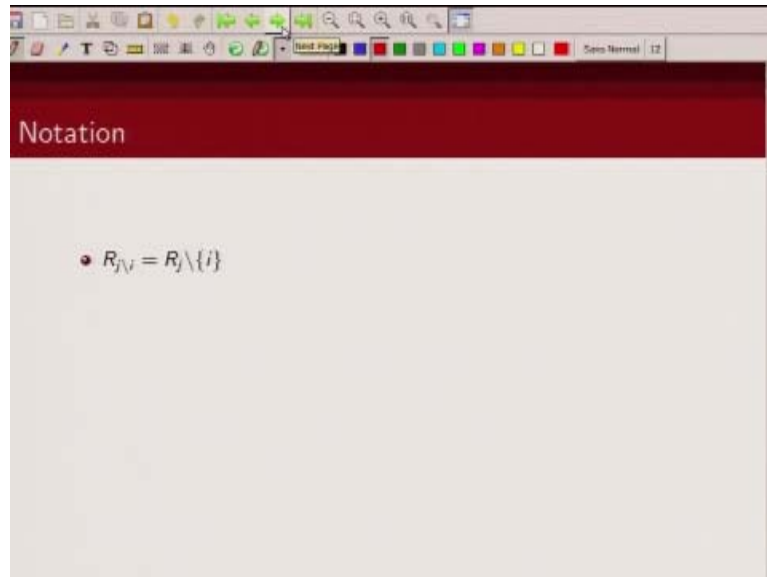 T
Next Page
Sans Normal 12
Notation
R_{j\i} = R_j\{i}